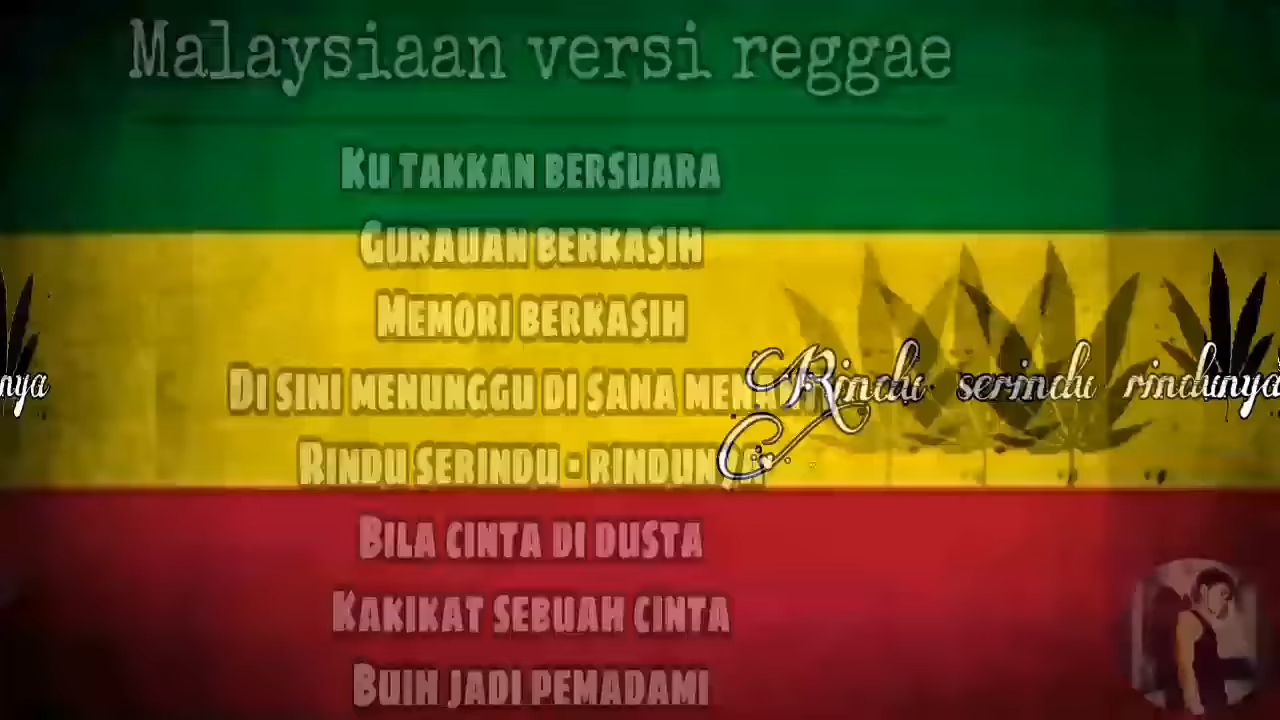 Malaysiaan versi reggae
Ku takkan bersuara
Gurauan berkasih
Memori berkasih
Di sini menunggu di sana
Rindu serindu - rindunya
Bila cinta di dusta
Kakikat sebuah cinta
Buih jadi pemadami
Rindu serindu rindunya
nya